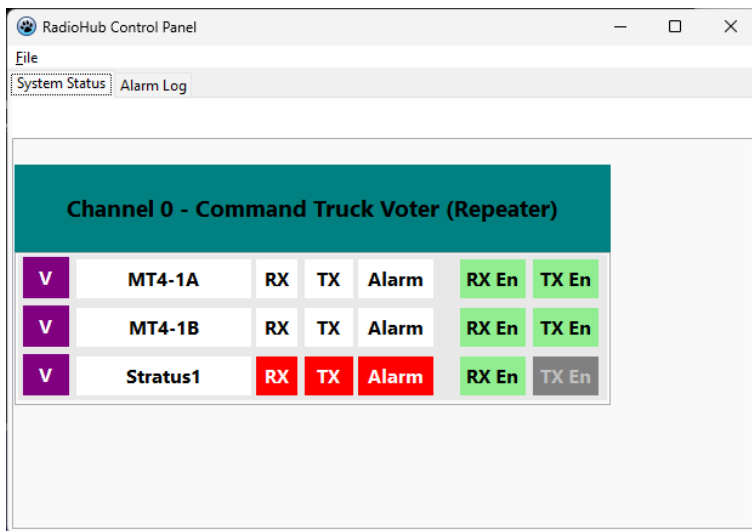 RadioHub Control Panel
File
System Status Alarm Log
Channel 0 - Command Truck Voter (Repeater)
V MT4-1A RX TX Alarm RX En TX En
V MT4-1B RX TX Alarm RX En TX En
V Stratus1 RX TX Alarm RX En TX En